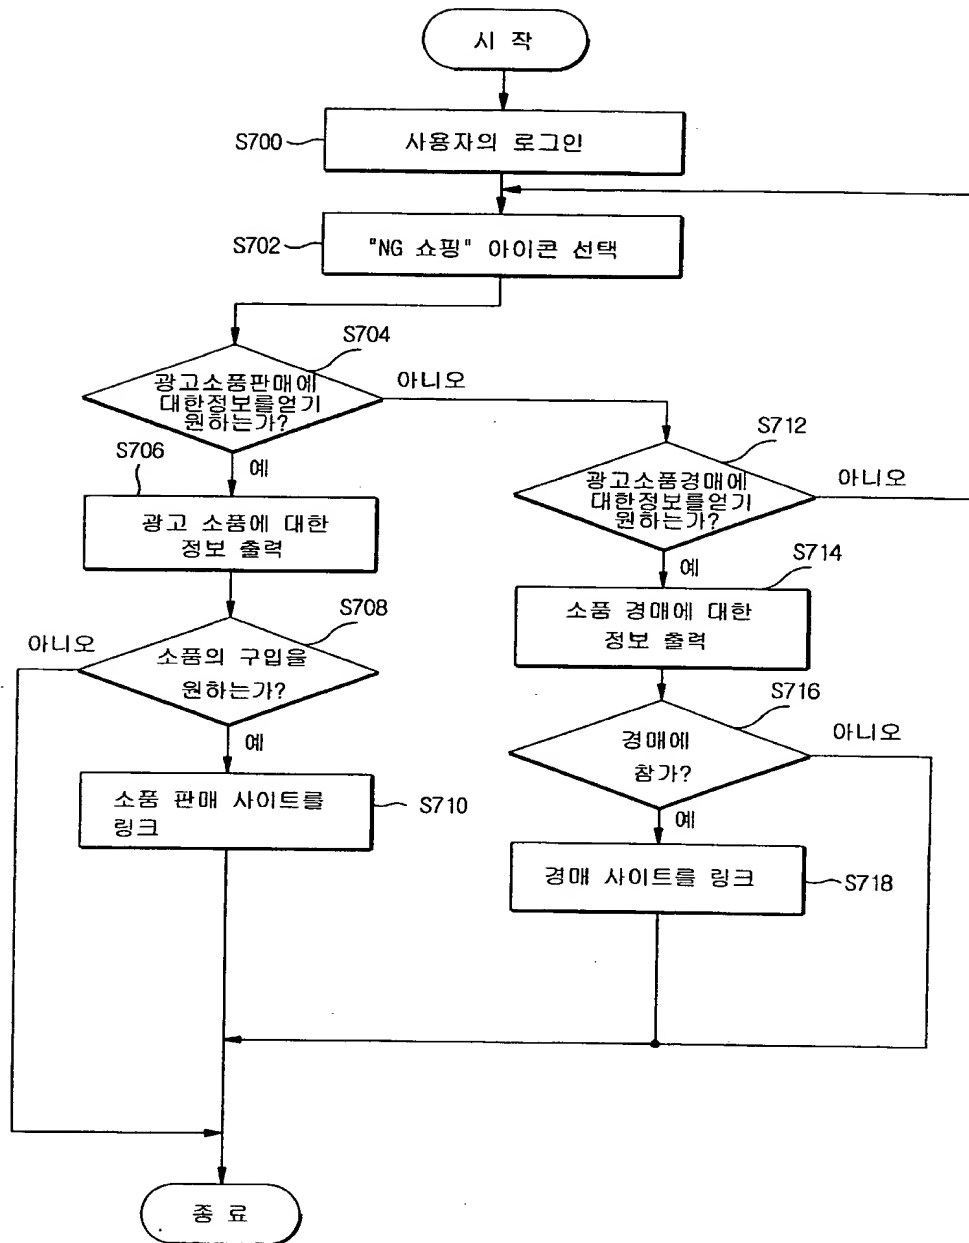 시 작
S700
사용자의 로그인
S702
"NG 쇼핑" 아이콘 선택
S704
광고소품판매에
대한정보를얻기
원하는가?
아니오
예
S706
광고 소품에 대한
정보 출력
S712
광고소품경매에
대한정보를얻기
원하는가?
아니오
예
S714
소품 경매에 대한
정보 출력
S708
소품의 구입을
원하는가?
아니오
예
S716
경매에
참가?
아니오
예
소품 판매 사이트를
링크
S710
경매 사이트를 링크
S718
종 료